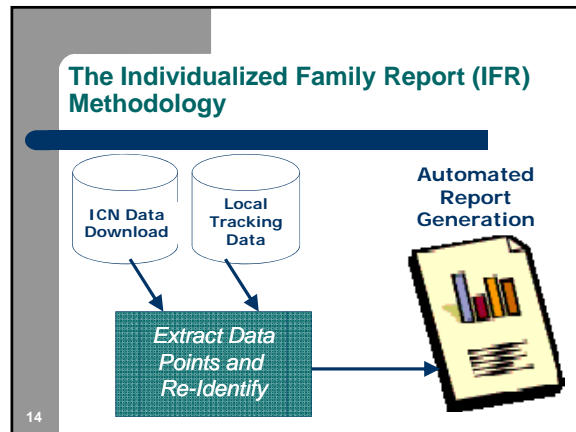 The Individualized Family Report (IFR)
Methodology
ICN Data
Download
Local
Tracking
Data
Automated
Report
Generation
Extract Data
Points and
Re-Identify
14